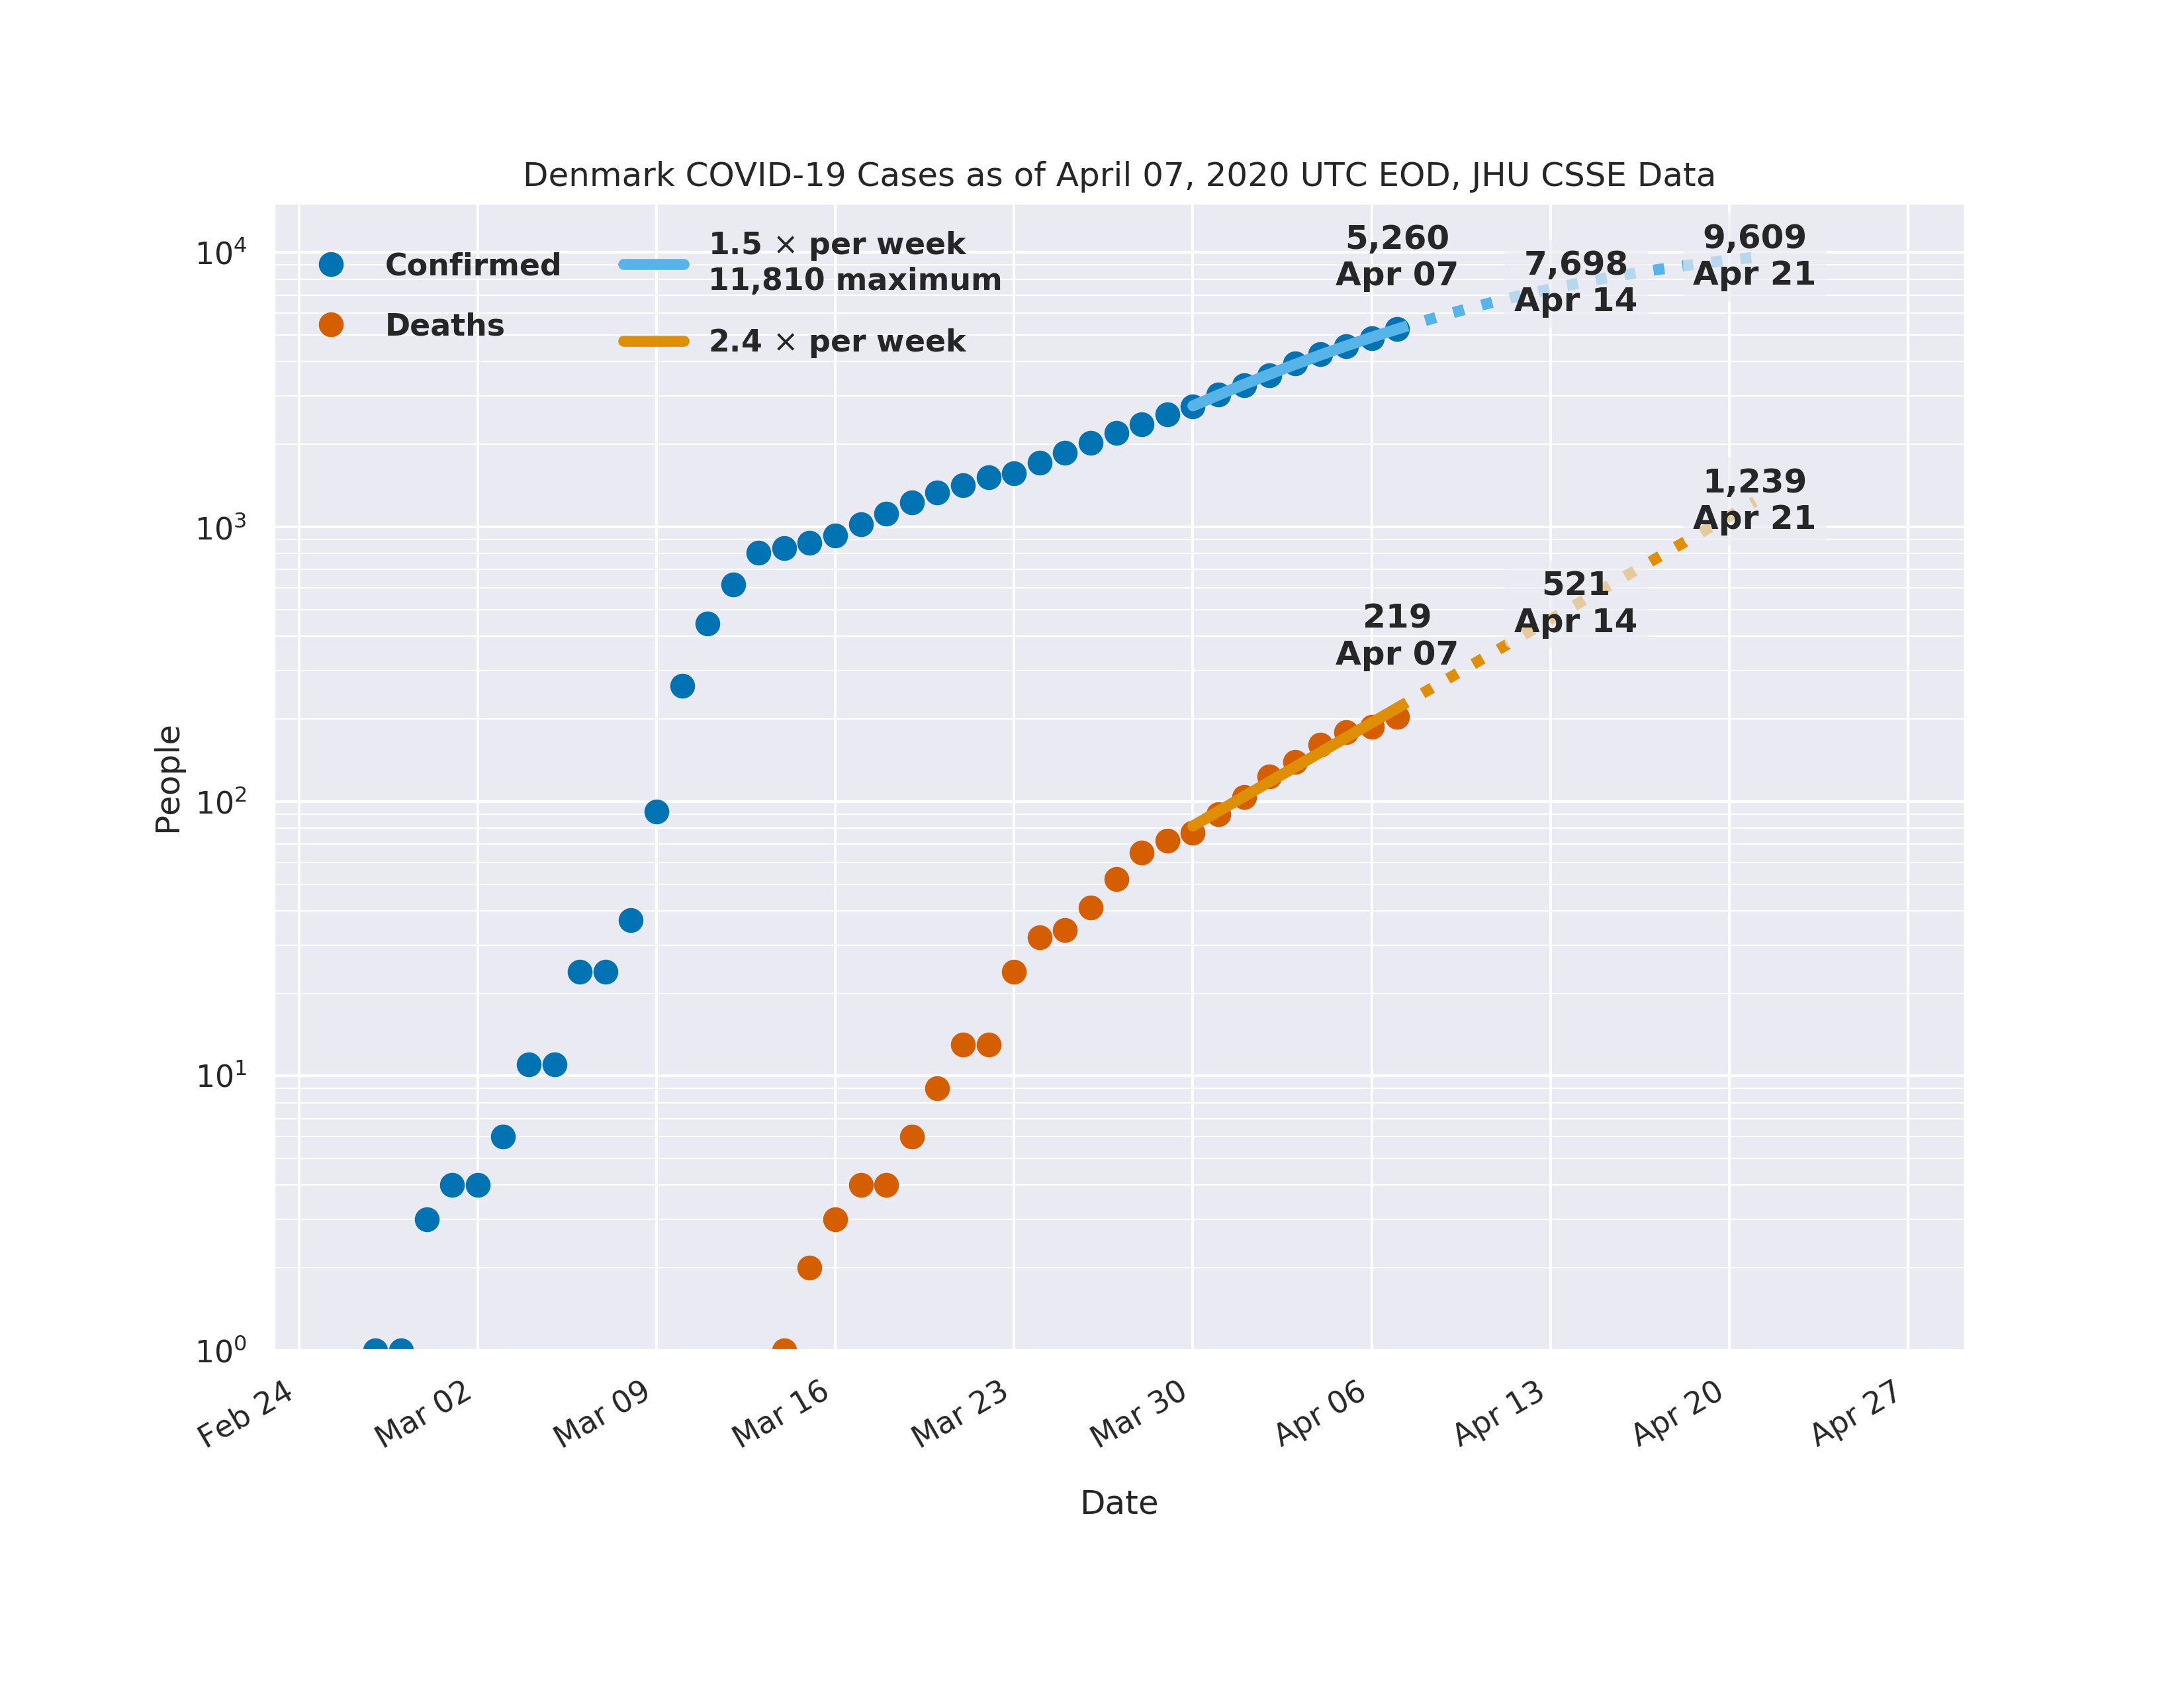 Denmark COVID-19 Cases as of April 07, 2020 UTC EOD, JHU CSSE Data
Confirmed
Deaths
1.5 × per week
11,810 maximum
2.4 × per week
5,260
Apr 07
7,698
Apr 14
9,609
Apr 21
1,239
Apr 21
521
Apr 14
219
Apr 07
People
10⁴
10³
10²
10¹
10⁰
Feb 24
Mar 02
Mar 09
Mar 16
Mar 23
Mar 30
Apr 06
Apr 13
Apr 20
Apr 27
Date